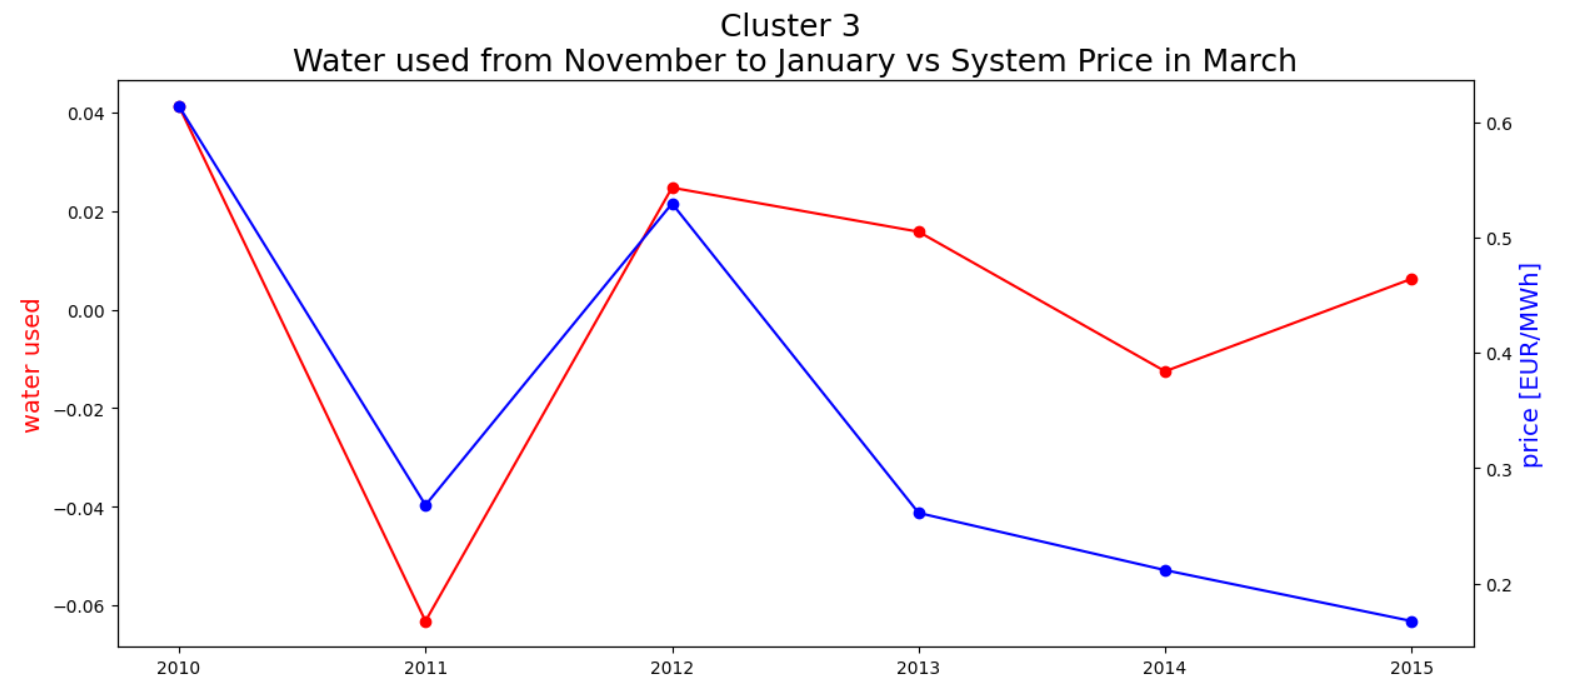 Cluster 3
Water used from November to January vs System Price in March
0.04
0.02
0.00
−0.02
−0.04
−0.06
water used
0.6
0.5
0.4
0.3
0.2
price [EUR/MWh]
2010 2011 2012 2013 2014 2015